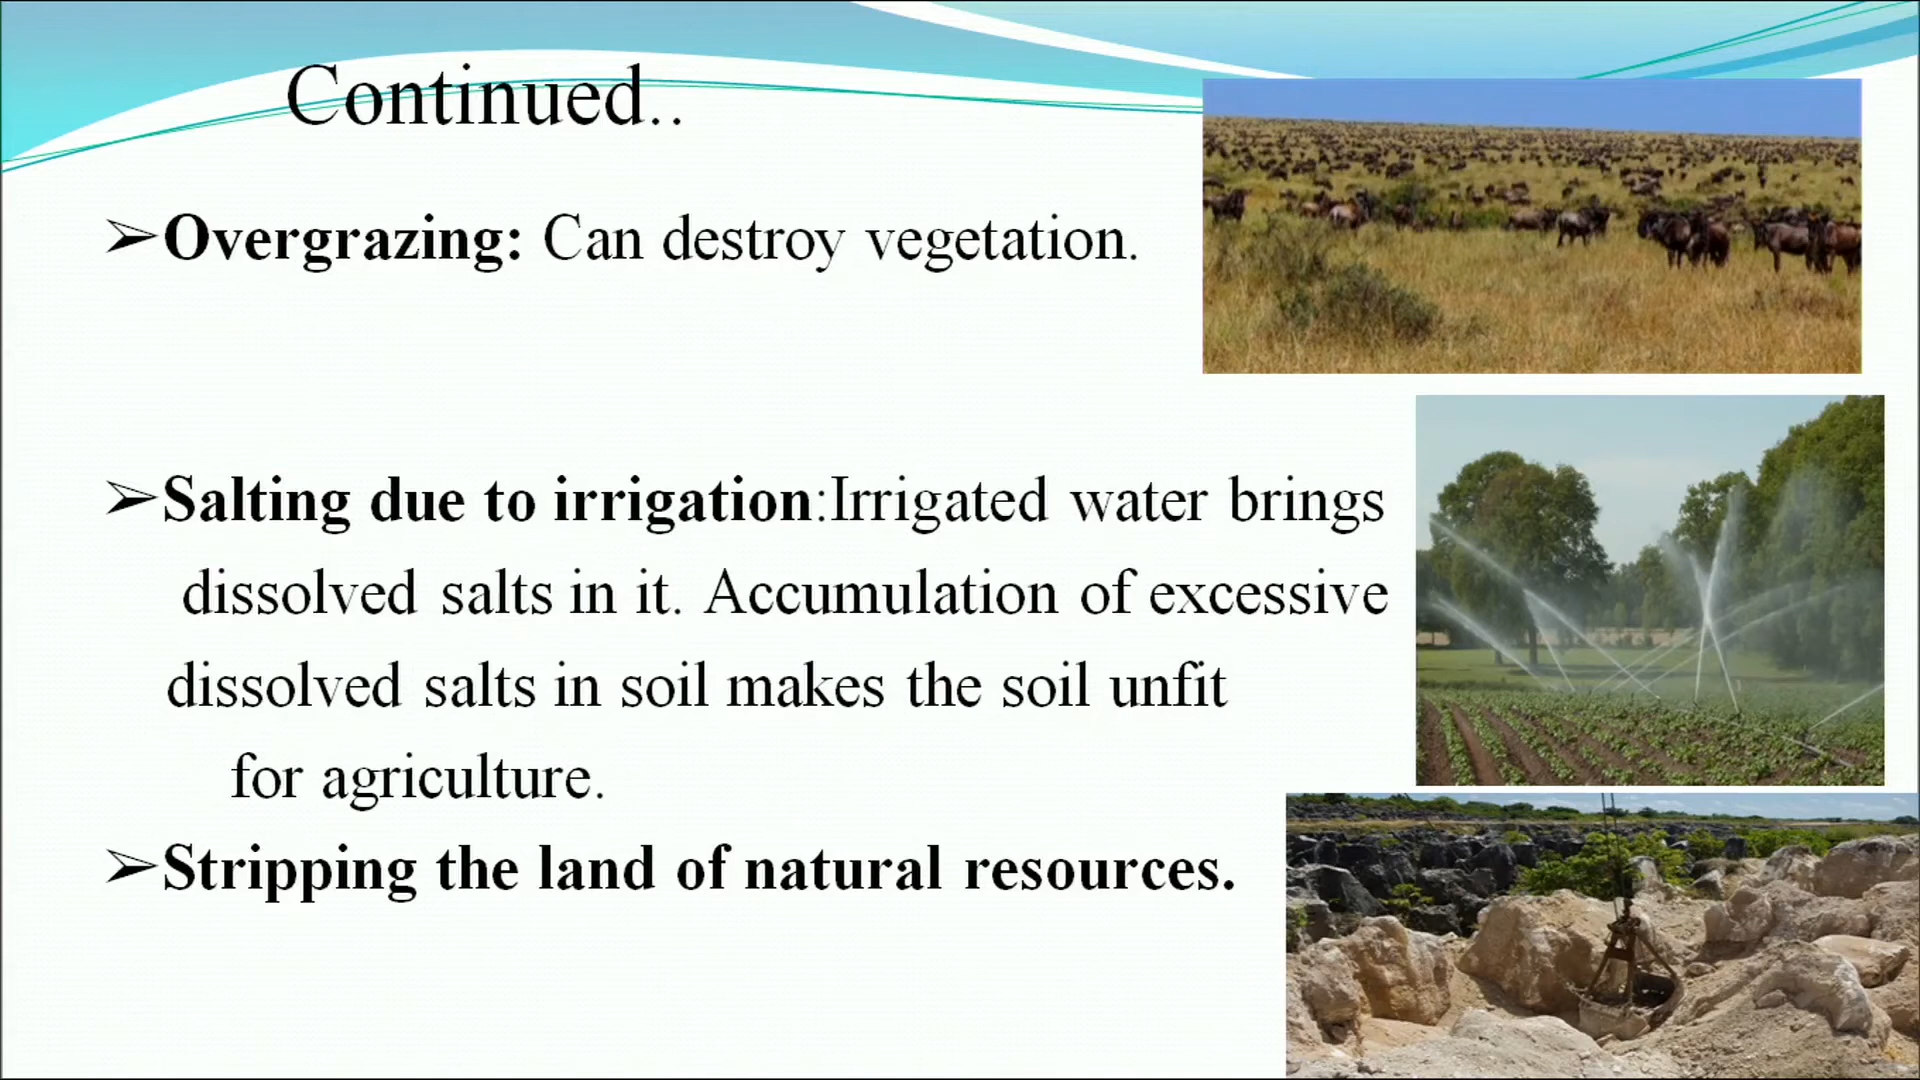 Continued..
➢Overgrazing: Can destroy vegetation.
➢Salting due to irrigation:Irrigated water brings
dissolved salts in it. Accumulation of excessive
dissolved salts in soil makes the soil unfit
for agriculture.
➢Stripping the land of natural resources.